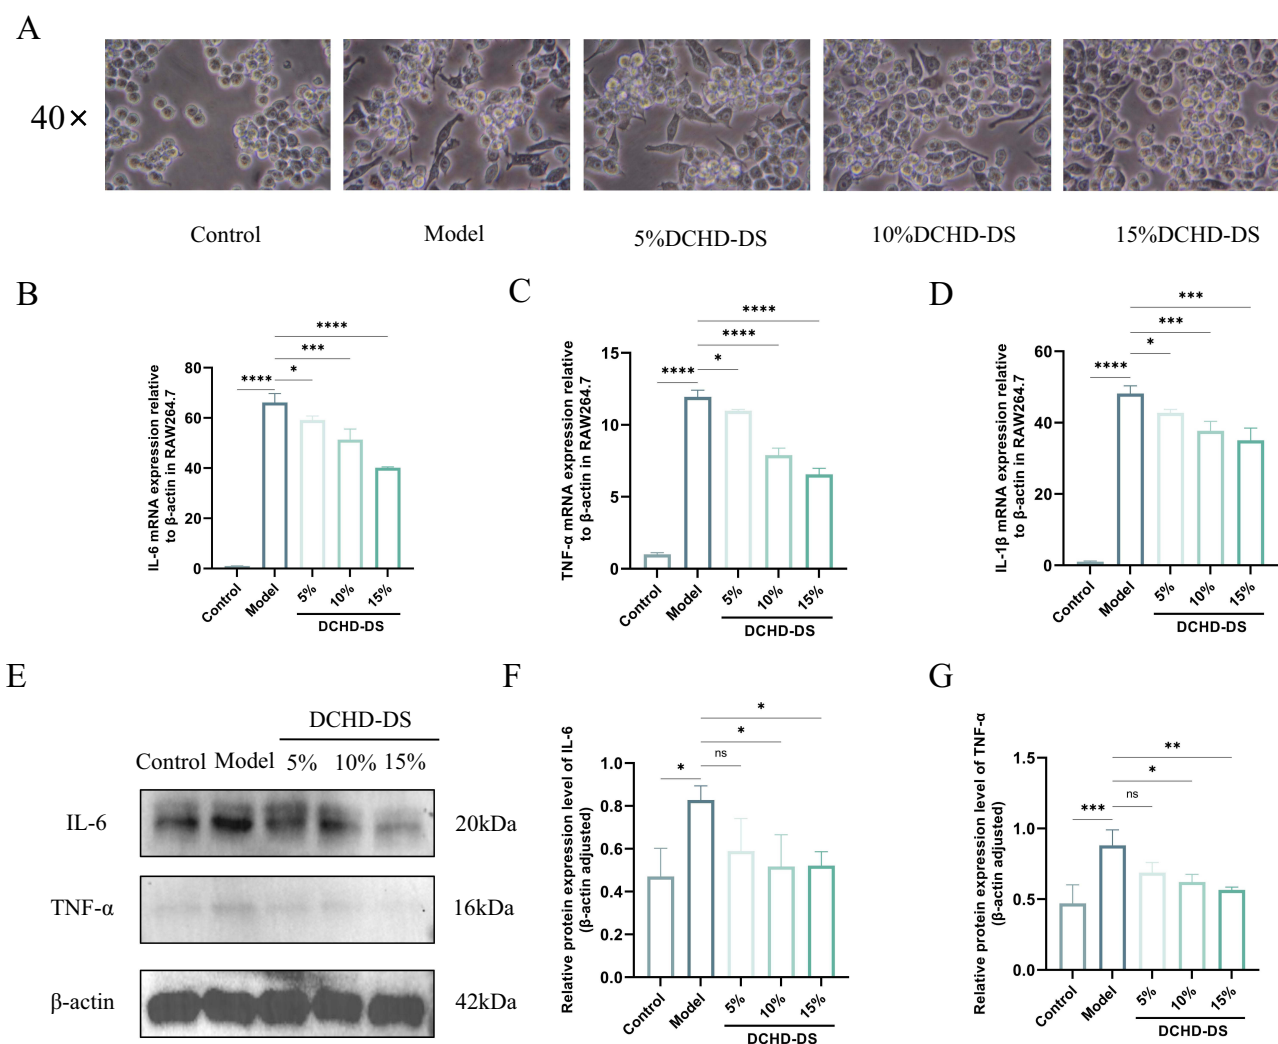 A
40×
Control
Model
5%DCHD-DS
10%DCHD-DS
15%DCHD-DS
B
IL-6 mRNA expression relative
to β-actin in RAW264.7
80
60
40
20
0
****
*
***
****
Control
Model
5%
10%
15%
DCHD-DS
C
TNF-α mRNA expression relative
to β-actin in RAW264.7
15
10
5
0
****
*
****
****
Control
Model
5%
10%
15%
DCHD-DS
D
IL-1β mRNA expression relative
to β-actin in RAW264.7
60
40
20
0
****
*
***
***
Control
Model
5%
10%
15%
DCHD-DS
E
DCHD-DS
Control Model 5% 10% 15%
IL-6 20kDa
TNF-α 16kDa
β-actin 42kDa
F
Relative protein expression level of IL-6
(β-actin adjusted)
1.0
0.8
0.6
0.4
0.2
0.0
*
ns
*
*
Control
Model
5%
10%
15%
DCHD-DS
G
Relative protein expression level of TNF-α
(β-actin adjusted)
1.5
1.0
0.5
0.0
***
ns
*
**
Control
Model
5%
10%
15%
DCHD-DS